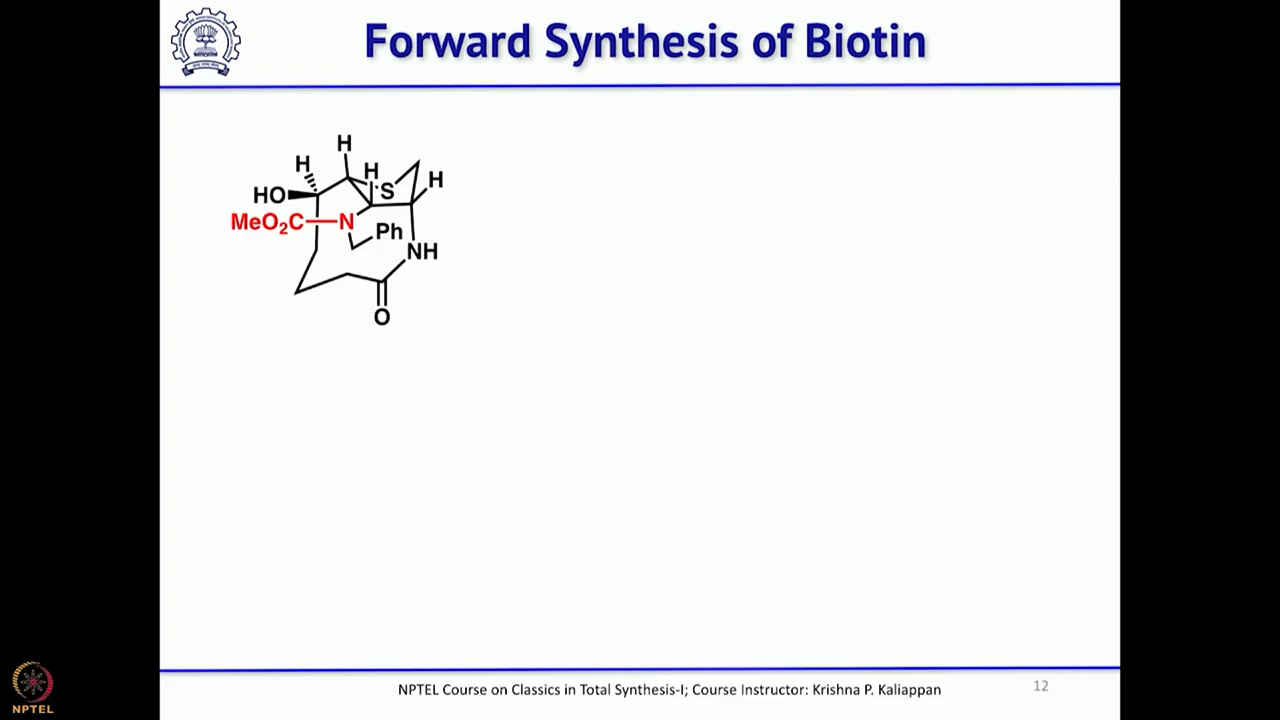 Forward Synthesis of Biotin
H
H
H
S
H
HO
MeO₂C
N
Ph
NH
O
NPTEL Course on Classics in Total Synthesis-I; Course Instructor: Krishna P. Kaliappan
12
NPTEL